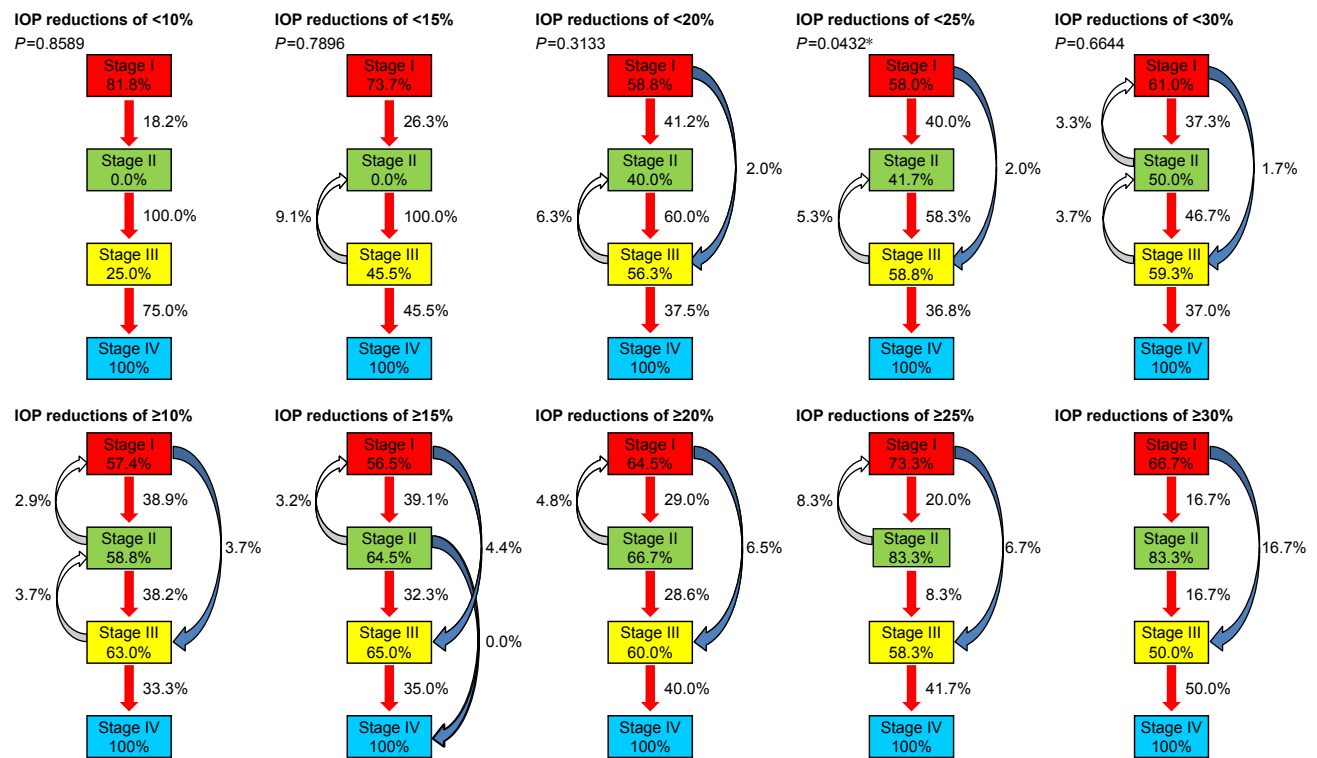 IOP reductions of <10%
P=0.8589
Stage I
81.8%
18.2%
Stage II
0.0%
100.0%
Stage III
25.0%
75.0%
Stage IV
100%
IOP reductions of <15%
P=0.7896
Stage I
73.7%
26.3%
Stage II
0.0%
9.1%
100.0%
Stage III
45.5%
45.5%
Stage IV
100%
IOP reductions of <20%
P=0.3133
Stage I
58.8%
41.2%
Stage II
40.0%
2.0%
6.3%
60.0%
Stage III
56.3%
37.5%
Stage IV
100%
IOP reductions of <25%
P=0.0432*
Stage I
58.0%
40.0%
Stage II
41.7%
2.0%
5.3%
58.3%
Stage III
58.8%
36.8%
Stage IV
100%
IOP reductions of <30%
P=0.6644
Stage I
61.0%
3.3%
37.3%
Stage II
50.0%
1.7%
3.7%
46.7%
Stage III
59.3%
37.0%
Stage IV
100%
IOP reductions of ≥10%
Stage I
57.4%
2.9%
38.9%
Stage II
58.8%
3.7%
3.7%
38.2%
Stage III
63.0%
33.3%
Stage IV
100%
IOP reductions of ≥15%
Stage I
56.5%
3.2%
39.1%
Stage II
64.5%
4.4%
32.3%
Stage III
65.0%
0.0%
35.0%
Stage IV
100%
IOP reductions of ≥20%
Stage I
64.5%
4.8%
29.0%
Stage II
66.7%
6.5%
28.6%
Stage III
60.0%
40.0%
Stage IV
100%
IOP reductions of ≥25%
Stage I
73.3%
8.3%
20.0%
Stage II
83.3%
6.7%
8.3%
Stage III
58.3%
41.7%
Stage IV
100%
IOP reductions of ≥30%
Stage I
66.7%
16.7%
Stage II
83.3%
16.7%
16.7%
Stage III
50.0%
50.0%
Stage IV
100%